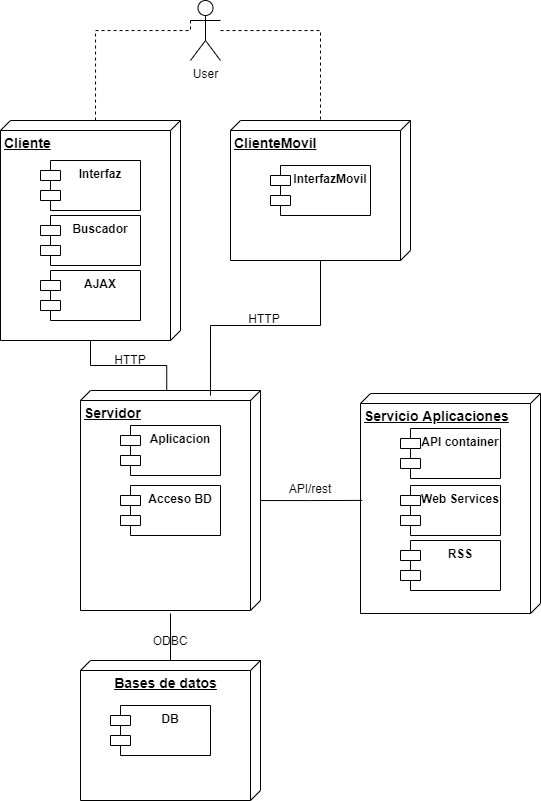 User
Cliente
Interfaz
Buscador
AJAX
ClienteMovil
InterfazMovil
HTTP
HTTP
Servidor
Aplicacion
Acceso BD
API/rest
Servicio Aplicaciones
API container
Web Services
RSS
ODBC
Bases de datos
DB